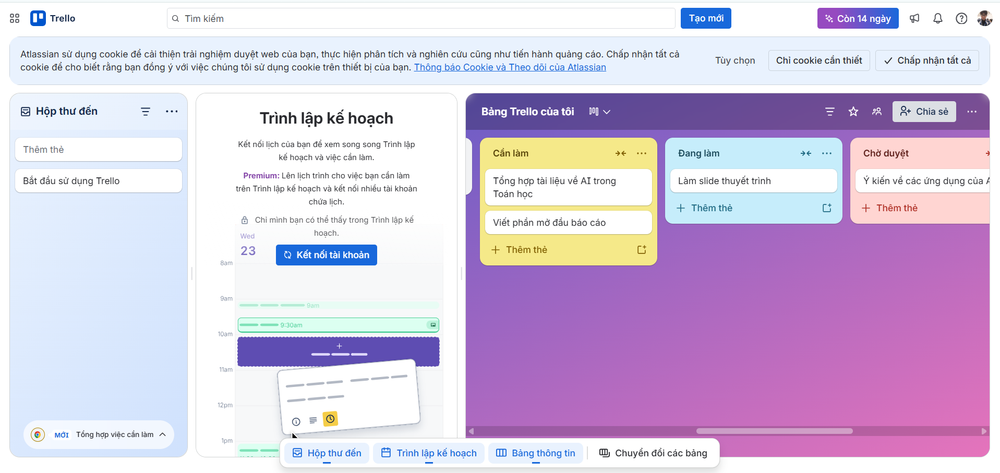 Trello
Tìm kiếm
Tạo mới
Còn 14 ngày
Atlassian sử dụng cookie để cải thiện trải nghiệm duyệt web của bạn, thực hiện phân tích và nghiên cứu cũng như tiến hành quảng cáo. Chấp nhận tất cả
cookie để cho biết rằng bạn đồng ý với việc chúng tôi sử dụng cookie trên thiết bị của bạn. Thông báo Cookie và Theo dõi của Atlassian
Tùy chọn
Chỉ cookie cần thiết
Chấp nhận tất cả
Hộp thư đến
Thêm thẻ
Bắt đầu sử dụng Trello
MỚI Tổng hợp việc cần làm
Trình lập kế hoạch
Kết nối lịch của bạn để xem song song Trình lập
kế hoạch và việc cần làm.
Premium: Lên lịch trình cho việc bạn cần làm
trên Trình lập kế hoạch và kết nối nhiều tài khoản
chứa lịch.
Chỉ mình bạn có thể thấy trong Trình lập kế
hoạch.
Wed
23
Kết nối tài khoản
8am
9am
9am
9:30am
10am
11am
12pm
1pm
Bảng Trello của tôi
Chia sẻ
Cần làm
Tổng hợp tài liệu về AI trong
Toán học
Viết phần mở đầu báo cáo
Thêm thẻ
Đang làm
Làm slide thuyết trình
Thêm thẻ
Chờ duyệt
Ý kiến về các ứng dụng của A
Thêm thẻ
Hộp thư đến
Trình lập kế hoạch
Bảng thông tin
Chuyển đổi các bảng